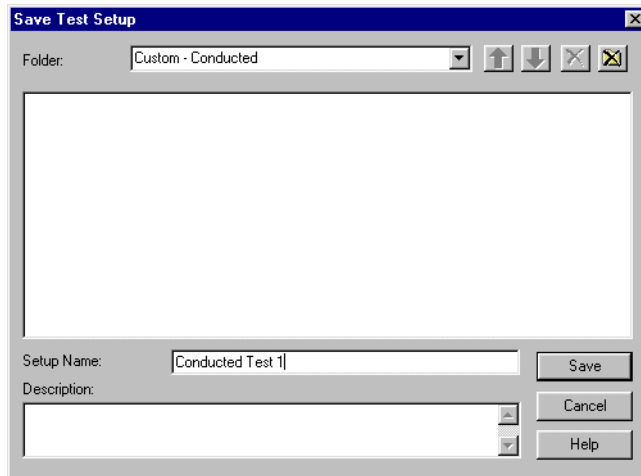 Save Test Setup
Folder: Custom - Conducted
Setup Name: Conducted Test 1
Save
Description:
Cancel
Help